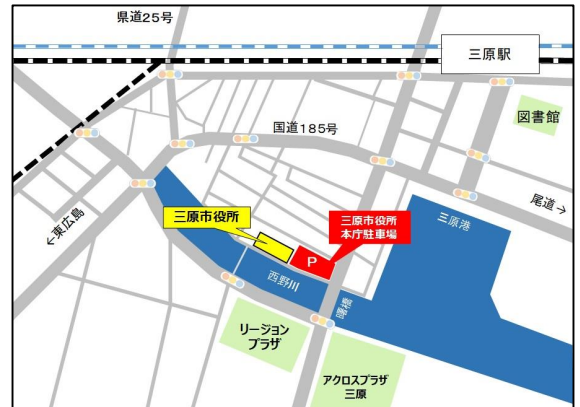 県道25号
三原駅
図書館
国道185号
尾道→
←東広島
三原市役所
三原市役所
本庁駐車場
三原港
P
西野川
曙橋
リージョン
プラザ
アクロスプラザ
三原